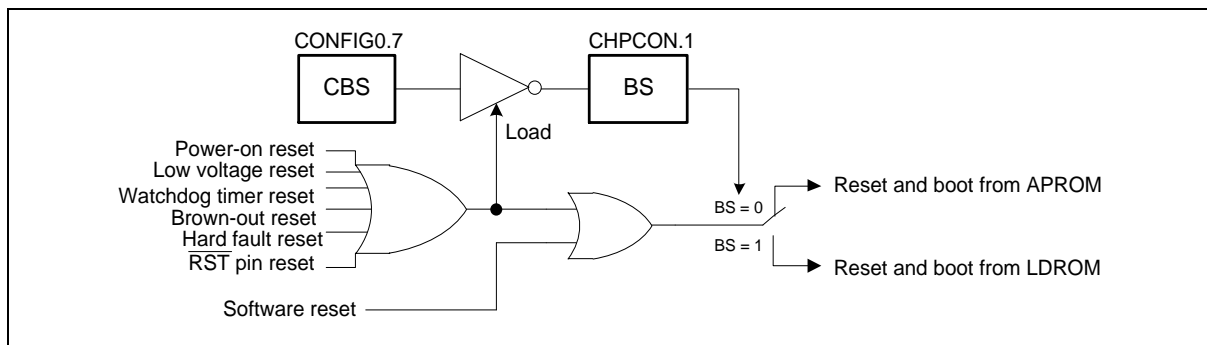 CONFIG0.7
CHPCON.1
CBS
BS
Load
Power-on reset
Low voltage reset
Watchdog timer reset
Brown-out reset
Hard fault reset
RST pin reset
Software reset
BS = 0
BS = 1
Reset and boot from APROM
Reset and boot from LDROM